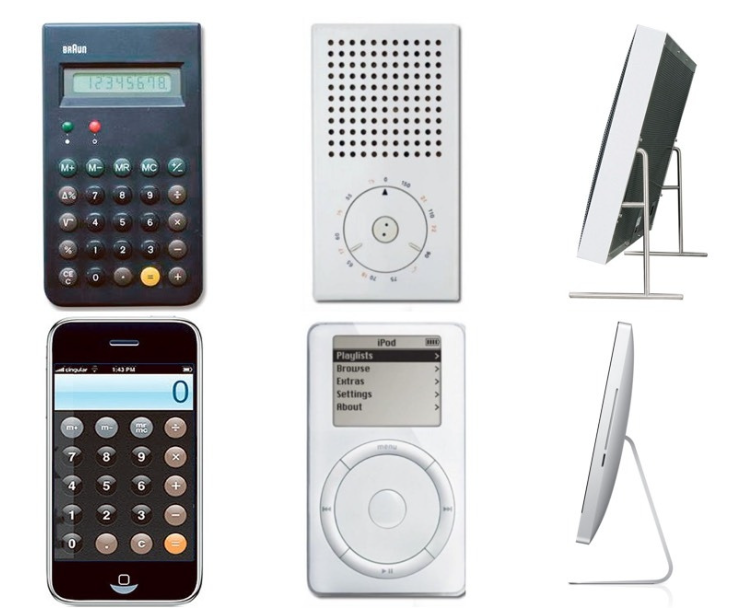 BRAUN
12345678.
M+ M- MR MC +/-
Δ% 7 8 9 ÷
√ 4 5 6 ×
% 1 2 3 −
CE C 0 . = +
cingular 1:43 PM
0
m+ m- mr mc ÷
7 8 9 ×
4 5 6 −
1 2 3 +
0 . C =
iPod
Playlists >
Browse >
Extras >
Settings >
About >
menu